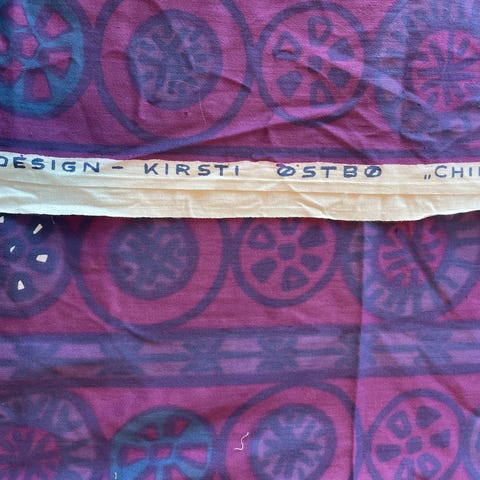 DESIGN - KIRSTI ØSTBØ „CHI